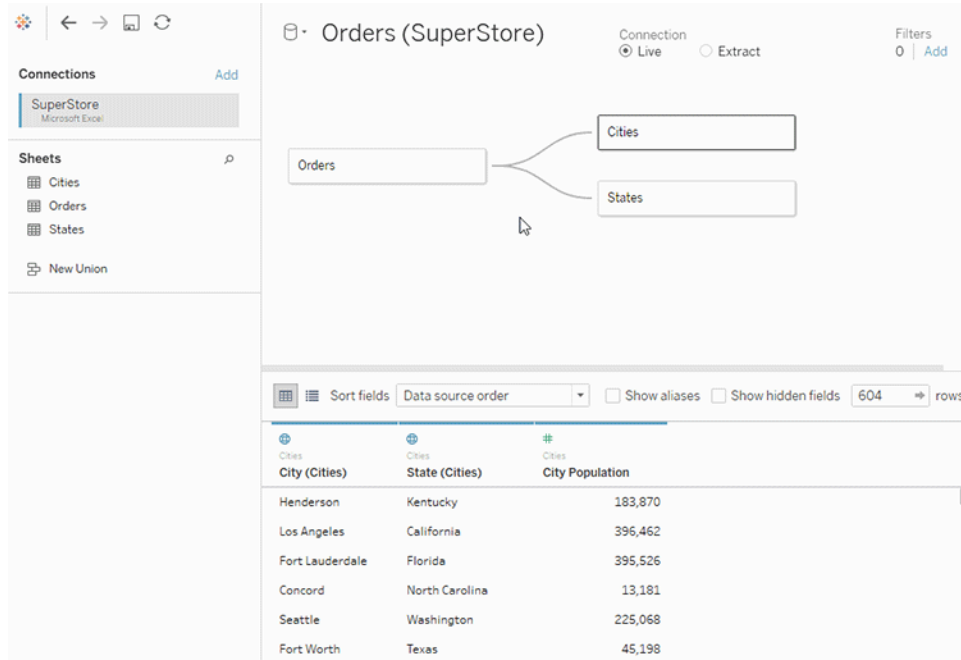 Orders (SuperStore)
Connection
Live
Extract
Filters
0 | Add
Connections
Add
SuperStore
Microsoft Excel
Sheets
Cities
Orders
States
New Union
Orders
Cities
States
Sort fields
Data source order
Show aliases
Show hidden fields
604
rows
Cities
Cities
Cities
City (Cities)
State (Cities)
City Population
Henderson Kentucky 183,870
Los Angeles California 396,462
Fort Lauderdale Florida 395,526
Concord North Carolina 13,181
Seattle Washington 225,068
Fort Worth Texas 45,198